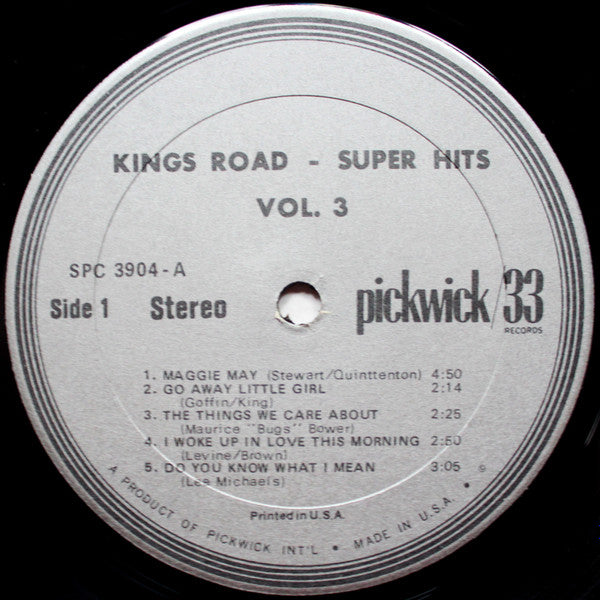 KINGS ROAD - SUPER HITS
VOL. 3
SPC 3904-A
Side 1 Stereo
pickwick 33
RECORDS
1. MAGGIE MAY (Stewart/Quinttenton) 4:50
2. GO AWAY LITTLE GIRL 2:14
(Goffin/King)
3. THE THINGS WE CARE ABOUT 2:25
(Maurice "Bugs" Bower)
4. I WOKE UP IN LOVE THIS MORNING 2:50
(Levine/Brown)
5. DO YOU KNOW WHAT I MEAN 3:05
(Lee Michaels)
Printed in U.S.A.
A PRODUCT OF PICKWICK INT'L • MADE IN U.S.A. •